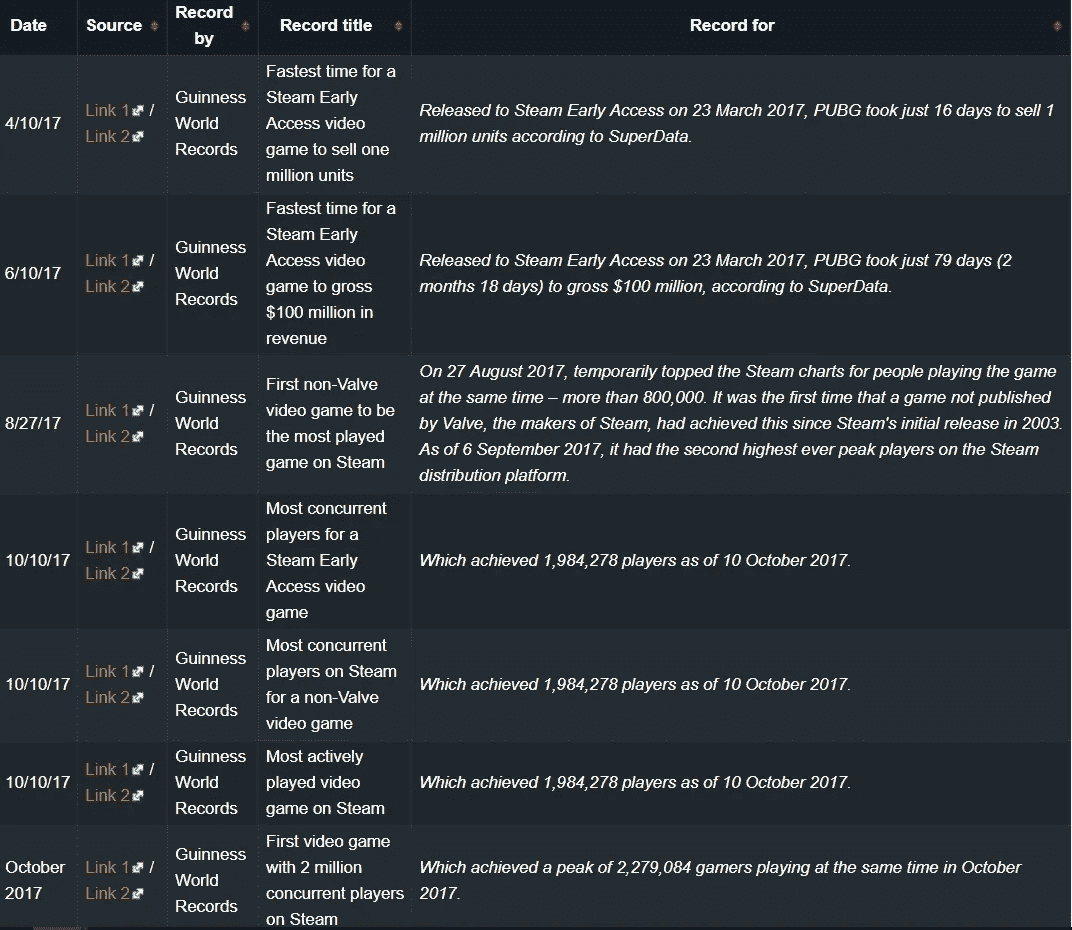 Date Source Record by Record title Record for
4/10/17
Link 1 /
Link 2
Guinness
World
Records
Fastest time for a
Steam Early
Access video
game to sell one
million units
Released to Steam Early Access on 23 March 2017, PUBG took just 16 days to sell 1
million units according to SuperData.
6/10/17
Link 1 /
Link 2
Guinness
World
Records
Fastest time for a
Steam Early
Access video
game to gross
$100 million in
revenue
Released to Steam Early Access on 23 March 2017, PUBG took just 79 days (2
months 18 days) to gross $100 million, according to SuperData.
8/27/17
Link 1 /
Link 2
Guinness
World
Records
First non-Valve
video game to be
the most played
game on Steam
On 27 August 2017, temporarily topped the Steam charts for people playing the game
at the same time – more than 800,000. It was the first time that a game not published
by Valve, the makers of Steam, had achieved this since Steam's initial release in 2003.
As of 6 September 2017, it had the second highest ever peak players on the Steam
distribution platform.
10/10/17
Link 1 /
Link 2
Guinness
World
Records
Most concurrent
players for a
Steam Early
Access video
game
Which achieved 1,984,278 players as of 10 October 2017.
10/10/17
Link 1 /
Link 2
Guinness
World
Records
Most concurrent
players on Steam
for a non-Valve
video game
Which achieved 1,984,278 players as of 10 October 2017.
10/10/17
Link 1 /
Link 2
Guinness
World
Records
Most actively
played video
game on Steam
Which achieved 1,984,278 players as of 10 October 2017.
October
2017
Link 1 /
Link 2
Guinness
World
Records
First video game
with 2 million
concurrent players
on Steam
Which achieved a peak of 2,279,084 gamers playing at the same time in October
2017.